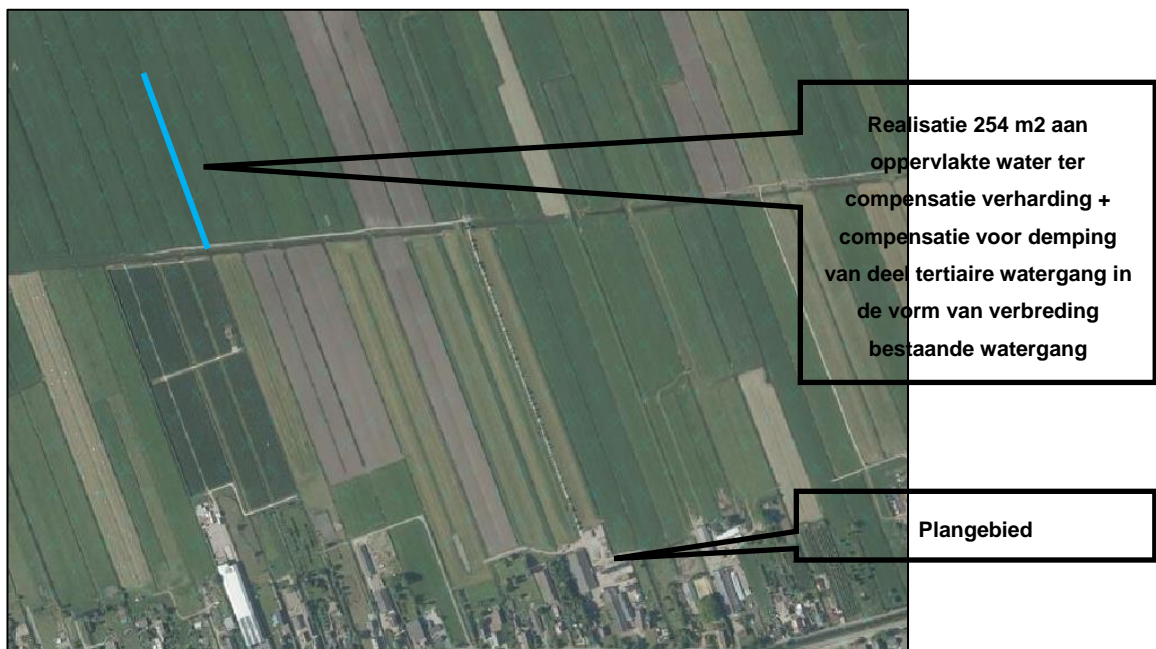 Realisatie 254 m2 aan
oppervlakte water ter
compensatie verharding +
compensatie voor demping
van deel tertiaire watergang in
de vorm van verbreding
bestaande watergang
Plangebied